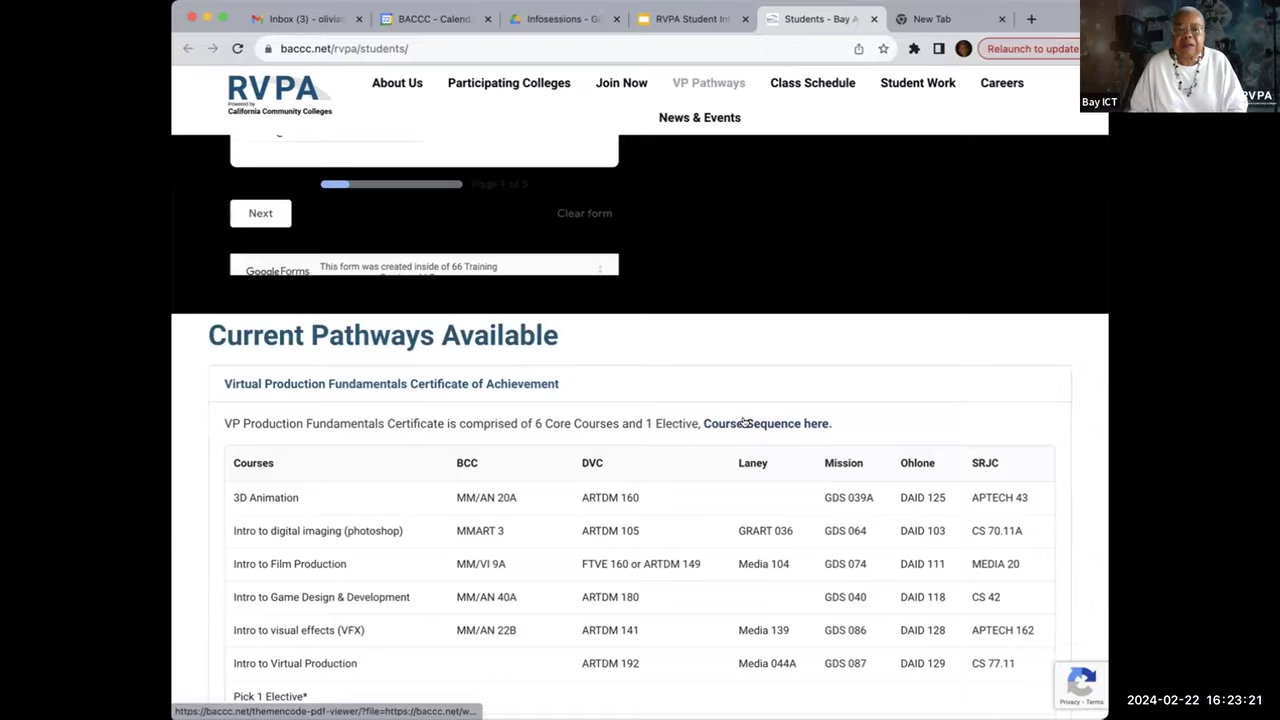 Inbox (3) – olivia
BACCC - Calend
Infosessions - G
RVPA Student In
Students - Bay A
New Tab
baccc.net/rvpa/students/
Relaunch to update
RVPA
Powered by
California Community Colleges
About Us
Participating Colleges
Join Now
VP Pathways
Class Schedule
Student Work
Careers
News & Events
Bay ICT
RVPA
Page 1 of 5
Next
Clear form
Google Forms
This form was created inside of 66 Training
Current Pathways Available
Virtual Production Fundamentals Certificate of Achievement
VP Production Fundamentals Certificate is comprised of 6 Core Courses and 1 Elective, Course Sequence here.
Courses BCC DVC Laney Mission Ohlone SRJC
3D Animation MM/AN 20A ARTDM 160 GDS 039A DAID 125 APTECH 43
Intro to digital imaging (photoshop) MMART 3 ARTDM 105 GRART 036 GDS 064 DAID 103 CS 70.11A
Intro to Film Production MM/VI 9A FTVE 160 or ARTDM 149 Media 104 GDS 074 DAID 111 MEDIA 20
Intro to Game Design & Development MM/AN 40A ARTDM 180 GDS 040 DAID 118 CS 42
Intro to visual effects (VFX) MM/AN 22B ARTDM 141 Media 139 GDS 086 DAID 128 APTECH 162
Intro to Virtual Production ARTDM 192 Media 044A GDS 087 DAID 129 CS 77.11
Pick 1 Elective*
Privacy - Terms
https://baccc.net/themencode-pdf-viewer/?file=https://baccc.net/w...
2024-02-22 16:23:21